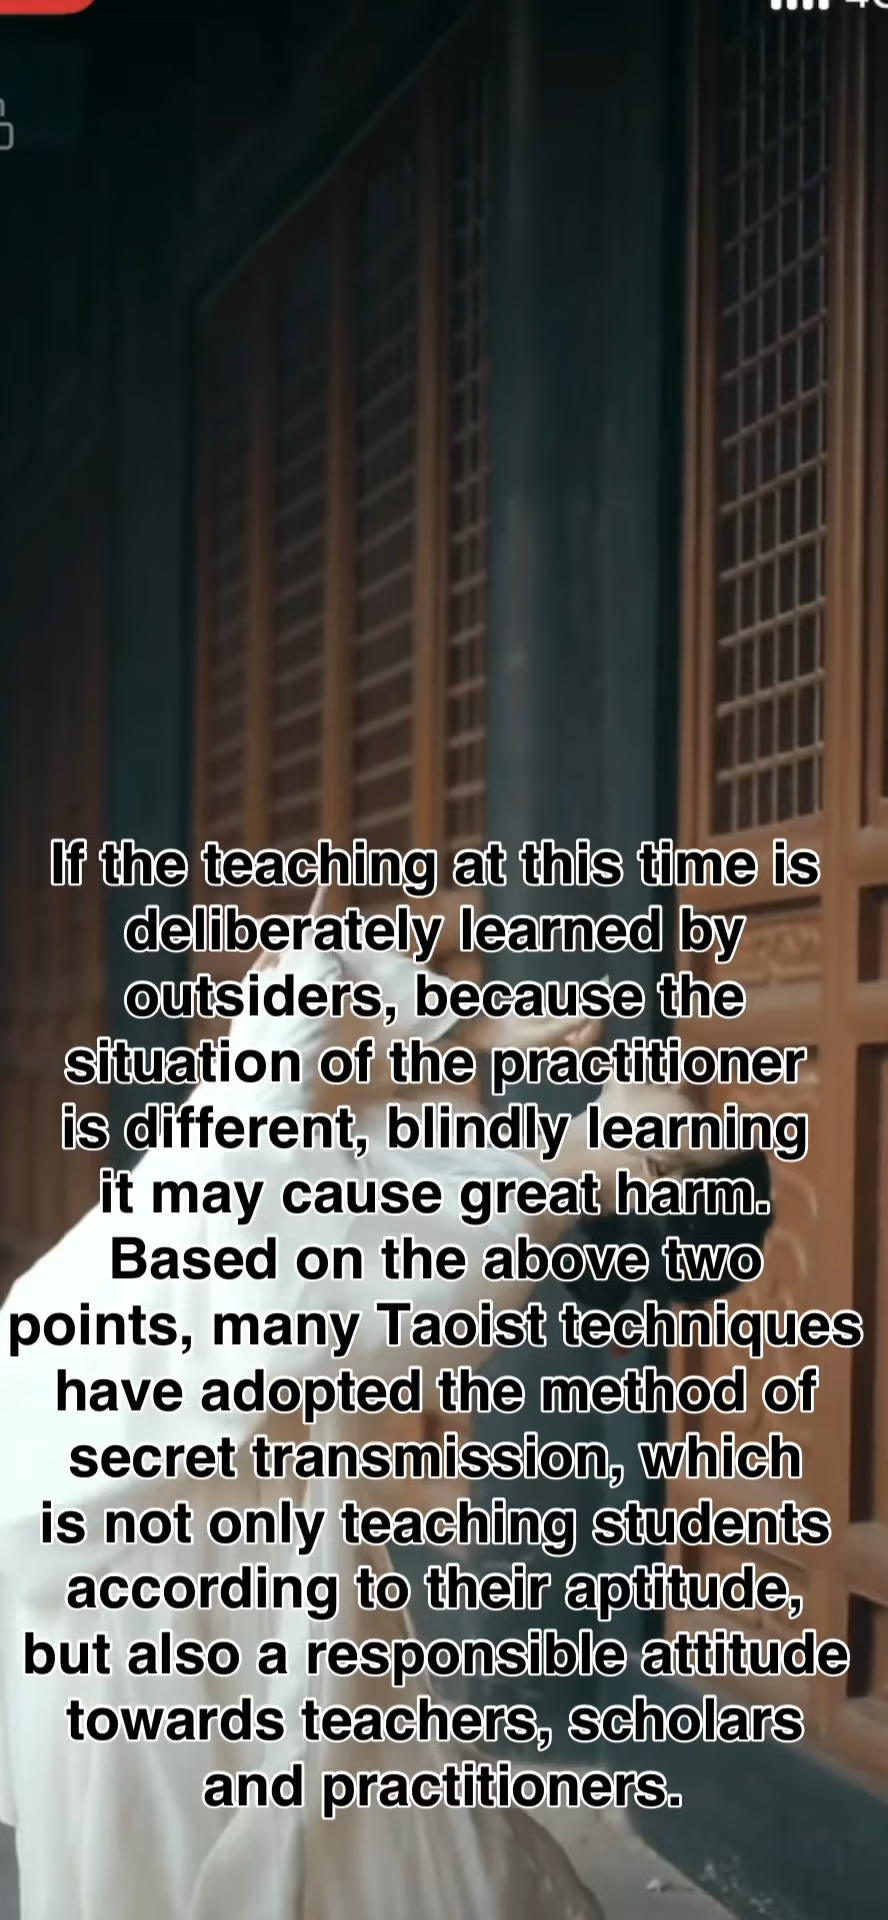 If the teaching at this time is
deliberately learned by
outsiders, because the
situation of the practitioner
is different, blindly learning
it may cause great harm.
Based on the above two
points, many Taoist techniques
have adopted the method of
secret transmission, which
is not only teaching students
according to their aptitude,
but also a responsible attitude
towards teachers, scholars
and practitioners.